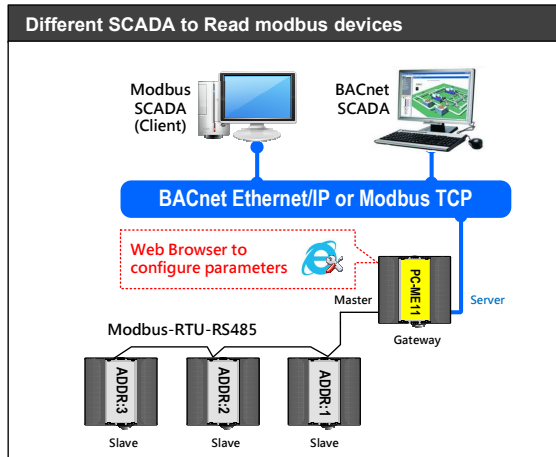 Different SCADA to Read modbus devices
Modbus
SCADA
(Client)
BACnet
SCADA
BACnet Ethernet/IP or Modbus TCP
Web Browser to
configure parameters
PC-ME11
Master
Server
Gateway
Modbus-RTU-RS485
ADDR:3
ADDR:2
ADDR:1
Slave
Slave
Slave